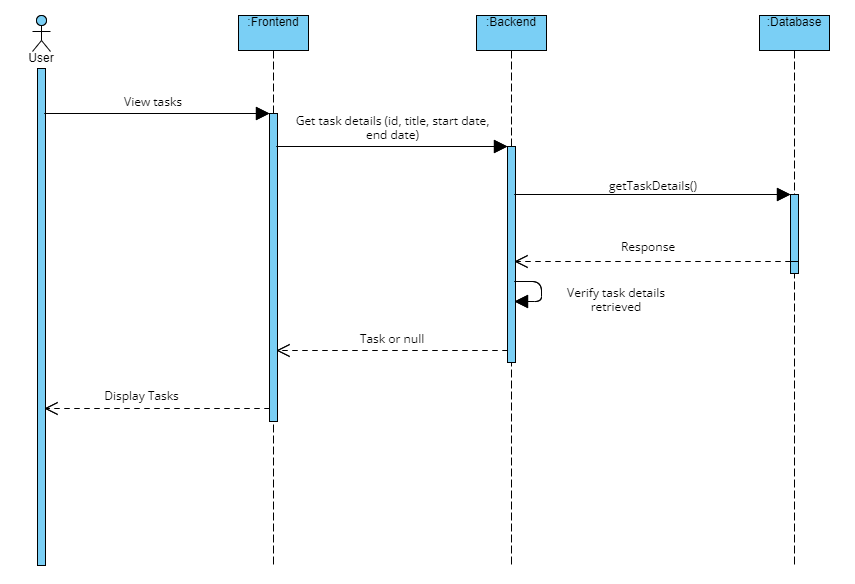 :Frontend
:Backend
:Database
User
View tasks
Get task details (id, title, start date,
end date)
getTaskDetails()
Response
Verify task details
retrieved
Task or null
Display Tasks